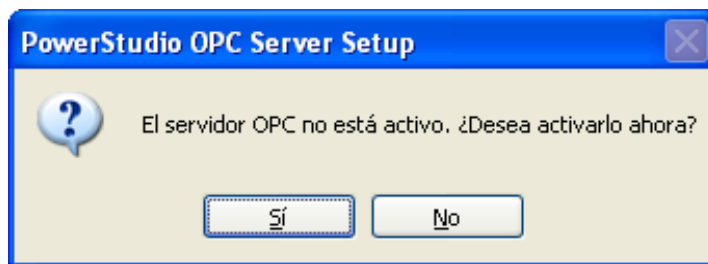 PowerStudio OPC Server Setup
El servidor OPC no está activo. ¿Desea activarlo ahora?
Sí
No